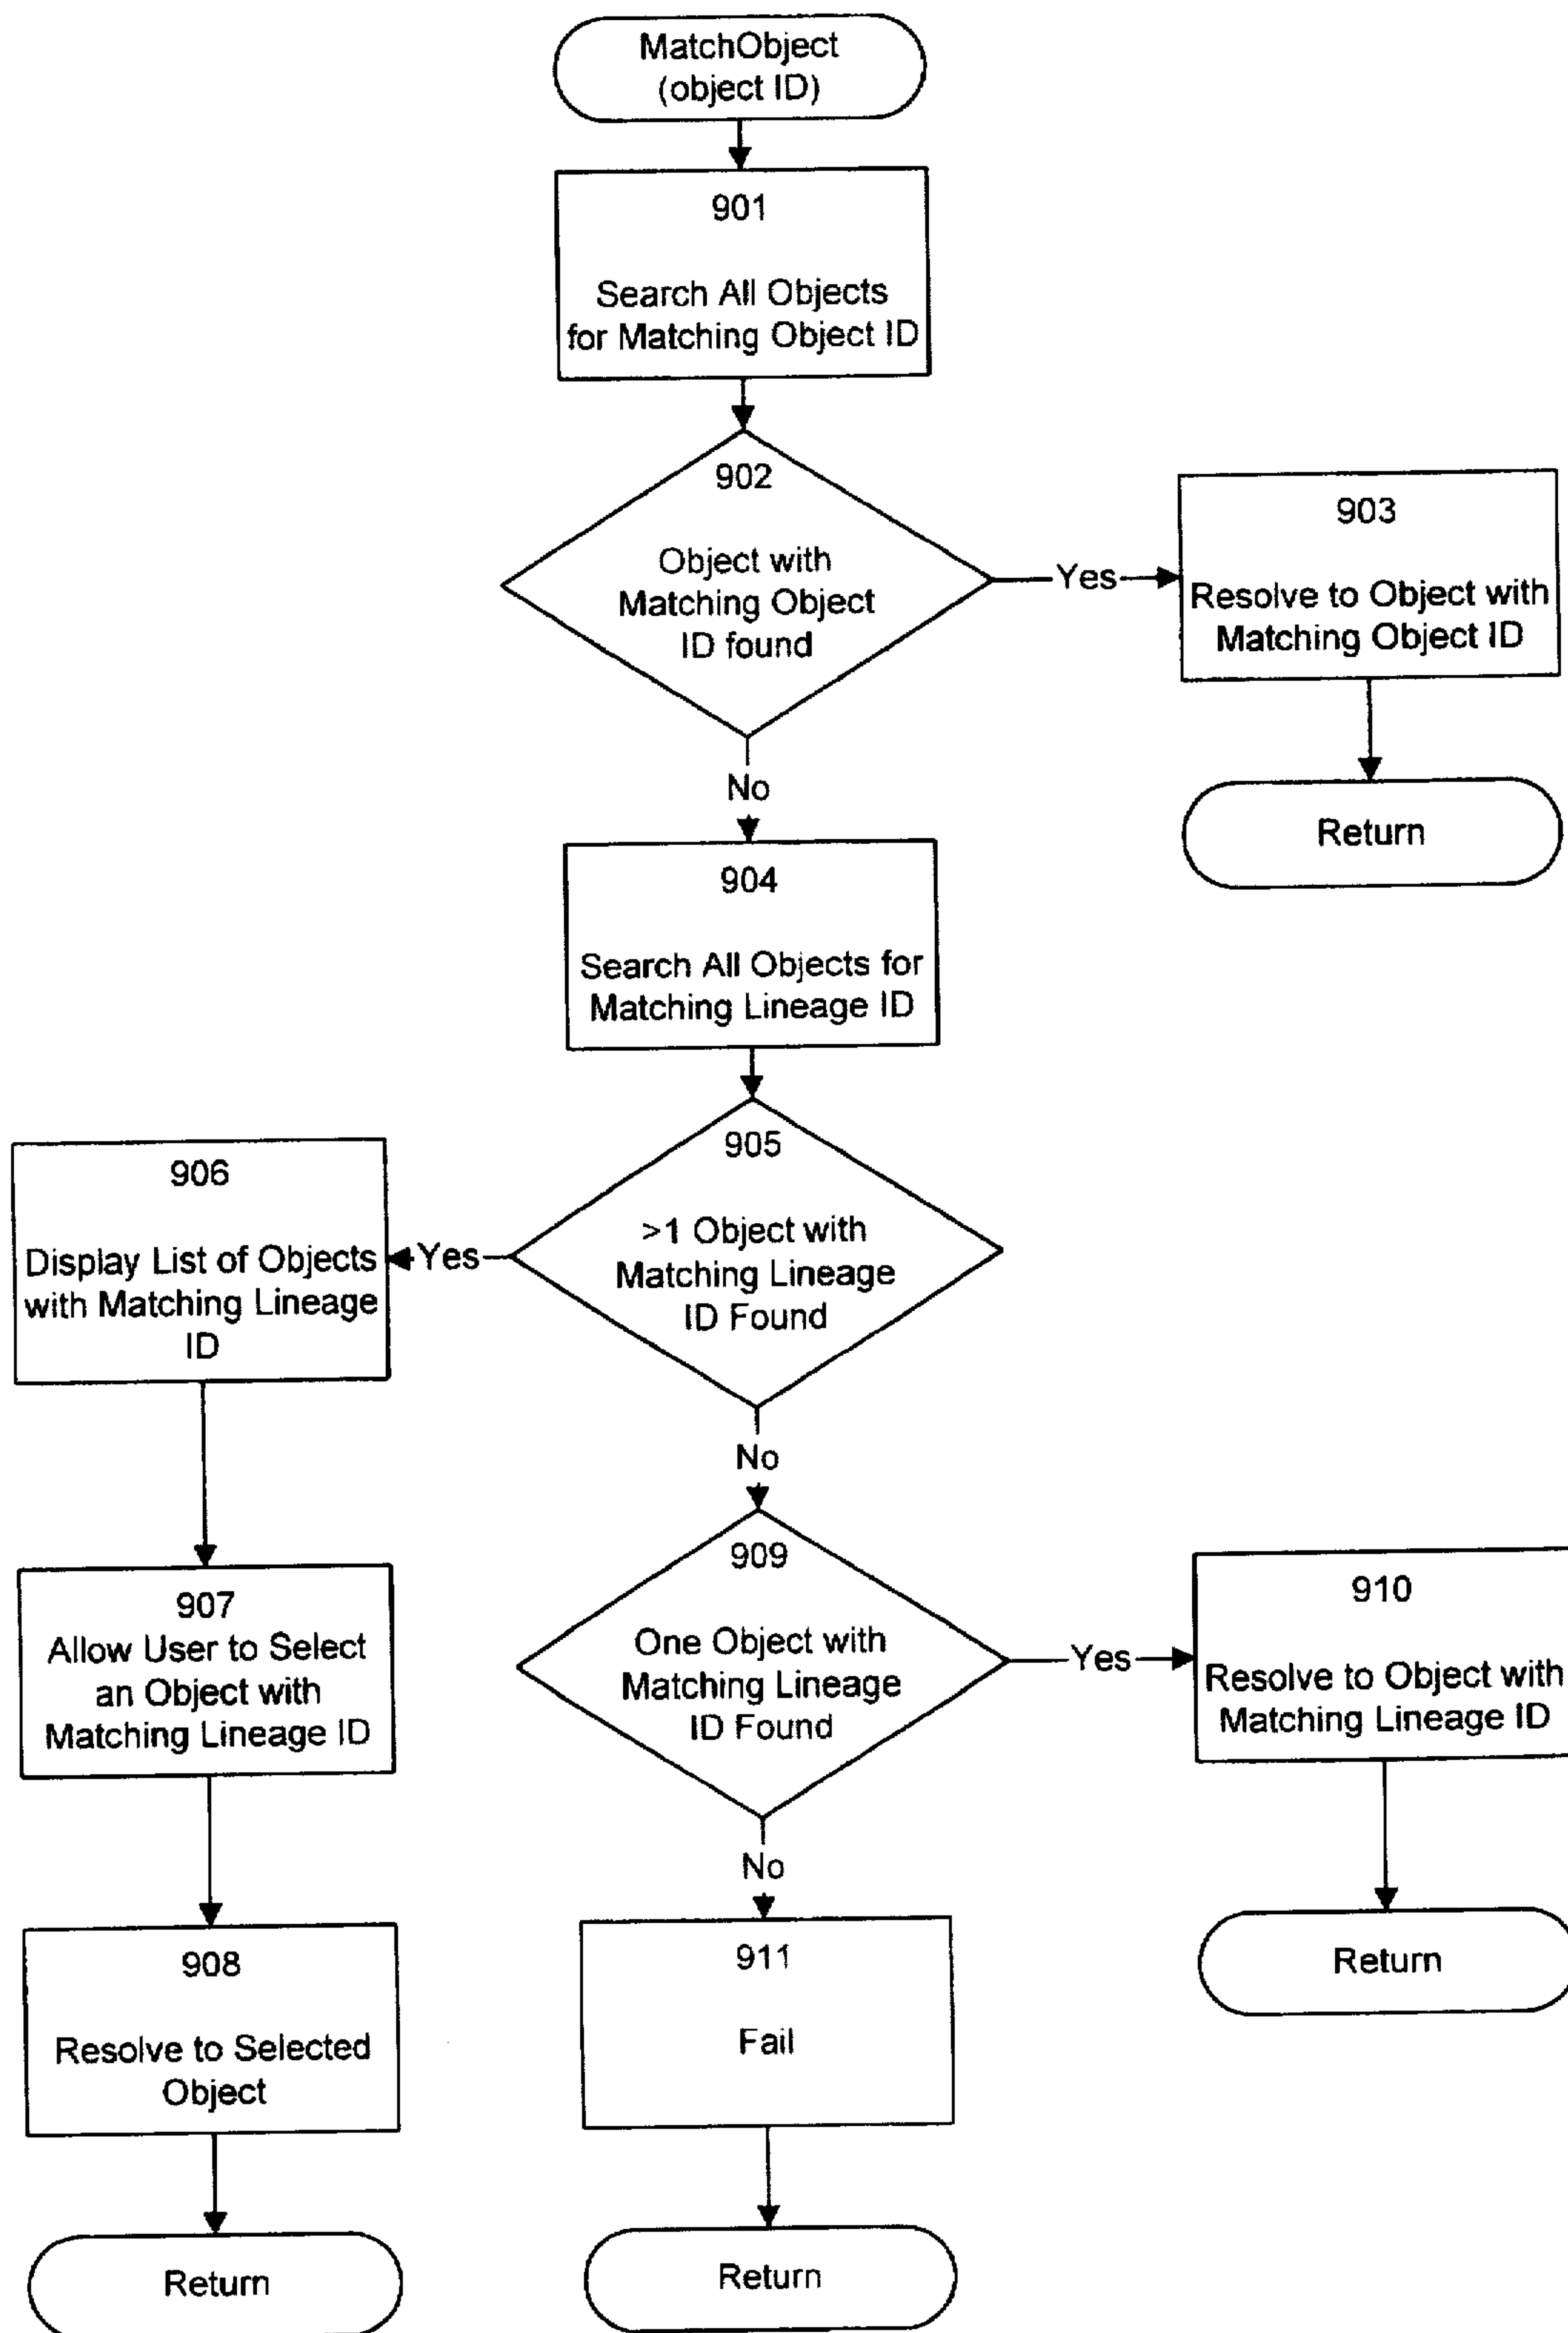 MatchObject
(object ID)
901
Search All Objects
for Matching Object ID
902
Object with
Matching Object
ID found
Yes
903
Resolve to Object with
Matching Object ID
Return
No
904
Search All Objects for
Matching Lineage ID
905
>1 Object with
Matching Lineage
ID Found
Yes
906
Display List of Objects
with Matching Lineage
ID
907
Allow User to Select
an Object with
Matching Lineage ID
908
Resolve to Selected
Object
Return
No
909
One Object with
Matching Lineage
ID Found
Yes
910
Resolve to Object with
Matching Lineage ID
Return
No
911
Fail
Return